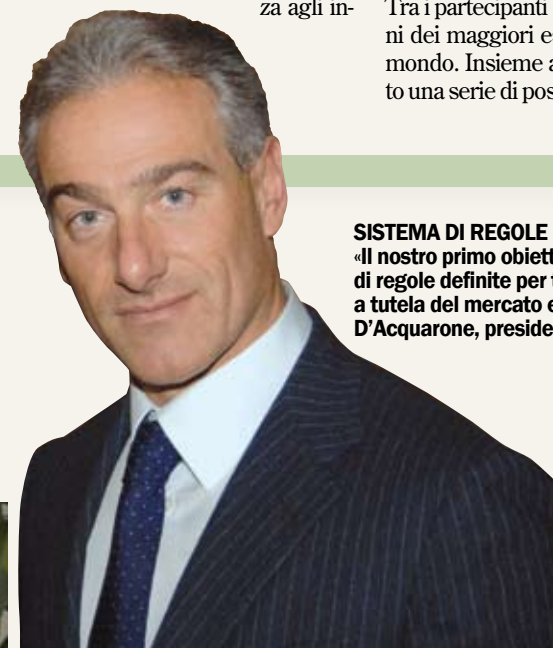 za agli in-
Tra i partecipanti
ni dei maggiori es
mondo. Insieme a
to una serie di pos
SISTEMA DI REGOLE
«Il nostro primo obiett
di regole definite per t
a tutela del mercato e
D’Acquarone, preside